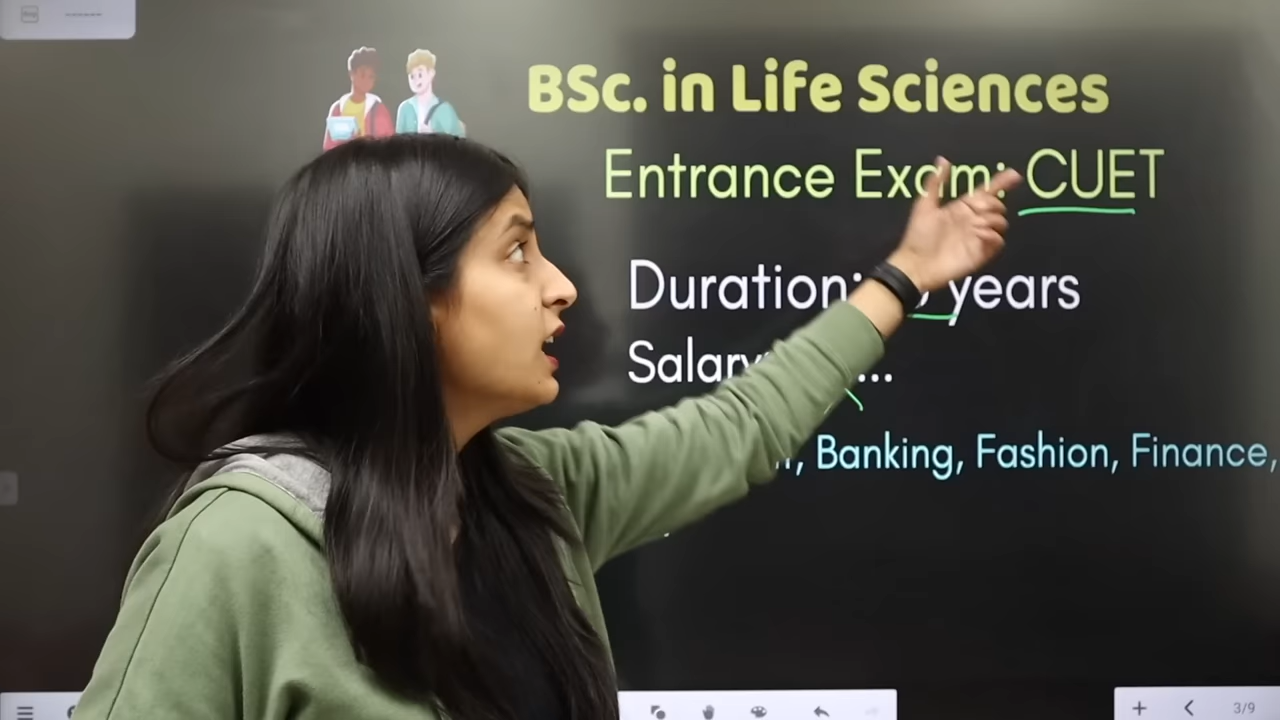 BSc. in Life Sciences
Entrance Exam: CUET
Duration: years
Salary ...
, Banking, Fashion, Finance,
3/9